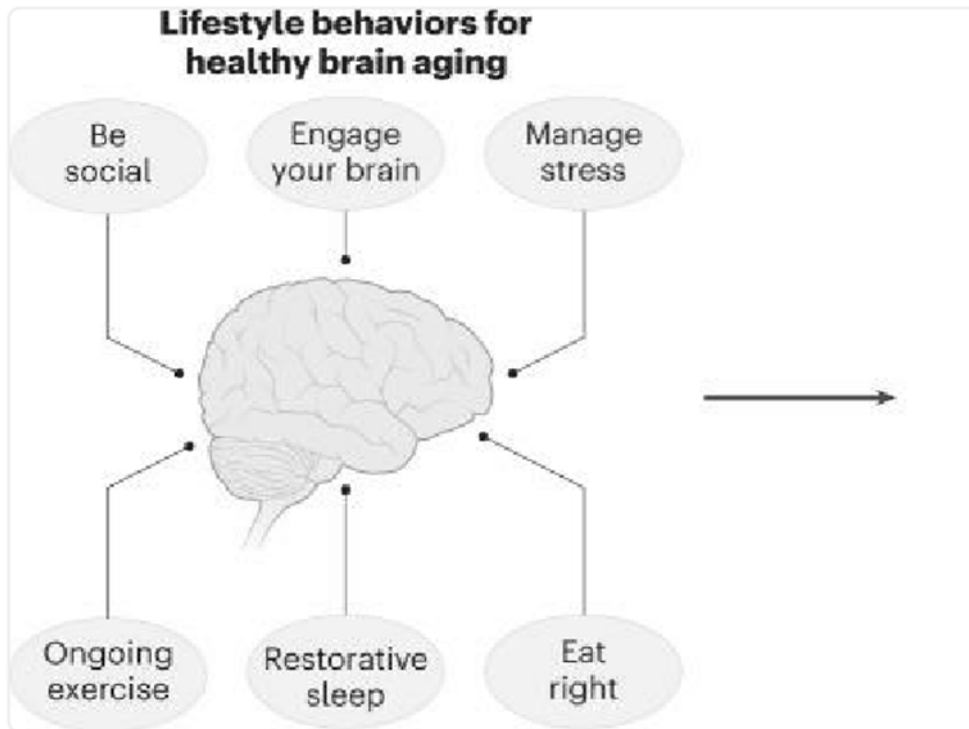 Lifestyle behaviors for
healthy brain aging
Be
social
Engage
your brain
Manage
stress
Ongoing
exercise
Restorative
sleep
Eat
right